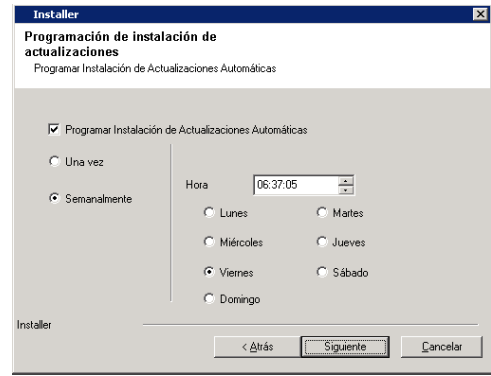 Installer
Programación de instalación de
actualizaciones
Programar Instalación de Actualizaciones Automáticas
Programar Instalación de Actualizaciones Automáticas
Una vez
Semanalmente
Hora 06:37:05
Lunes Martes
Miércoles Jueves
Viernes Sábado
Domingo
Installer
< Atrás Siguiente Cancelar